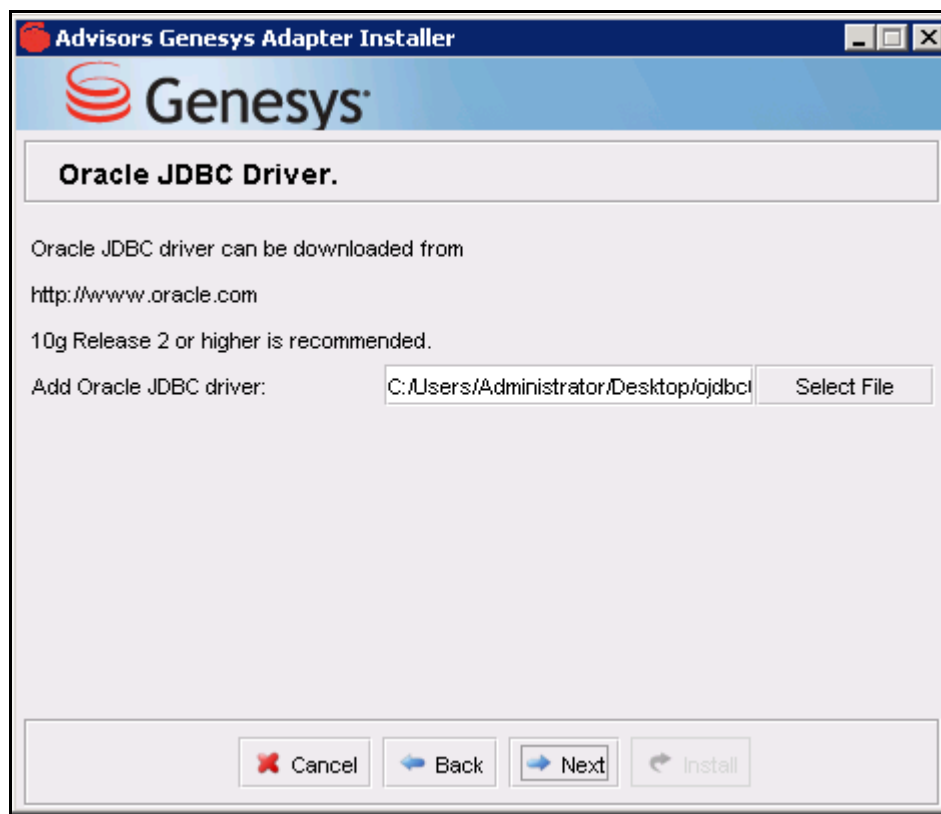 Advisors Genesys Adapter Installer
Genesys
Oracle JDBC Driver.
Oracle JDBC driver can be downloaded from
http://www.oracle.com
10g Release 2 or higher is recommended.
Add Oracle JDBC driver: C:/Users/Administrator/Desktop/ojdbc Select File
Cancel Back Next Install